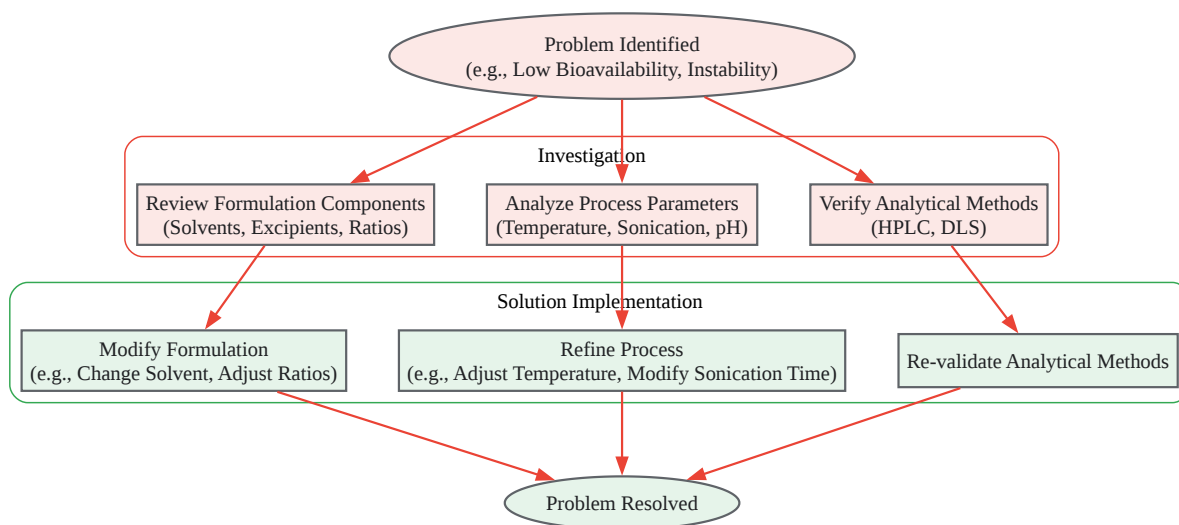 Problem Identified
(e.g., Low Bioavailability, Instability)
Investigation
Review Formulation Components
(Solvents, Excipients, Ratios)
Analyze Process Parameters
(Temperature, Sonication, pH)
Verify Analytical Methods
(HPLC, DLS)
Solution Implementation
Modify Formulation
(e.g., Change Solvent, Adjust Ratios)
Refine Process
(e.g., Adjust Temperature, Modify Sonication Time)
Re-validate Analytical Methods
Problem Resolved